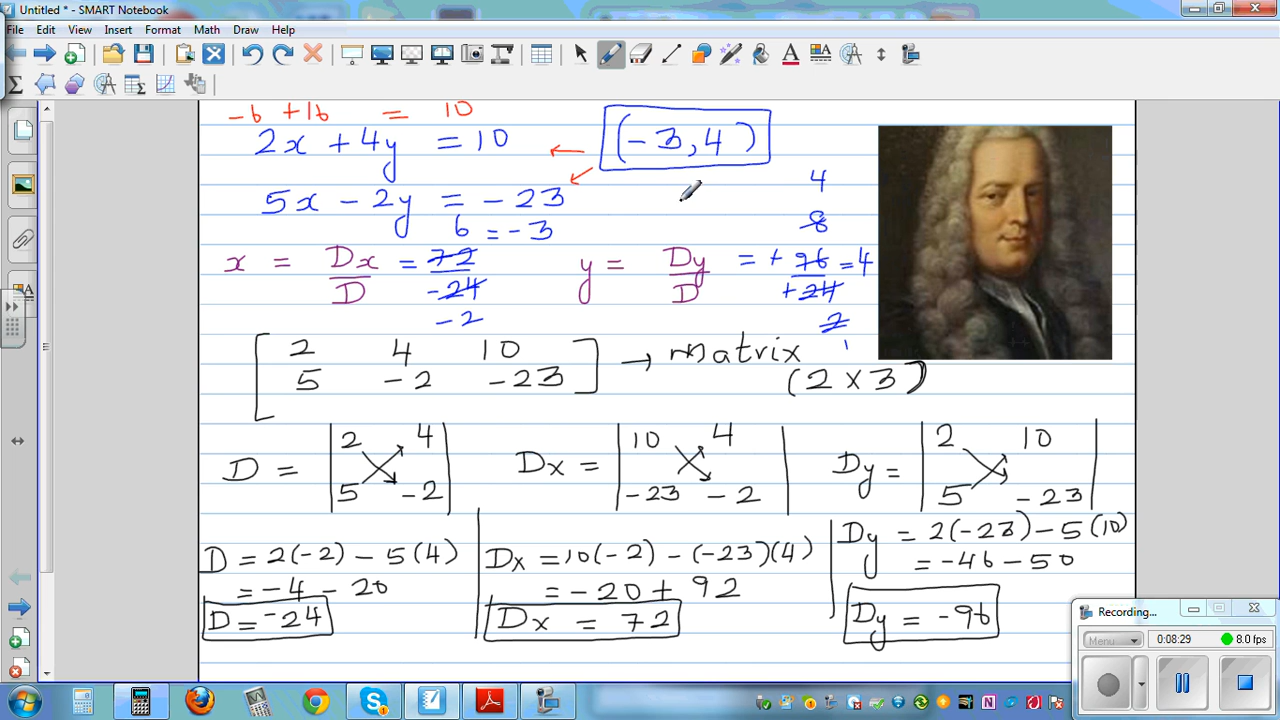 Untitled * - SMART Notebook
File Edit View Insert Format Math Draw Help
-6 +16 = 10
2x + 4y = 10
(-3, 4)
5x - 2y = -23
4
8
6 = -3
x = Dx/D = 72/-24
-2
y = Dy/D = + 96/+24 = 4
2
1
2 4 10
5 -2 -23
→ matrix
(2 x 3)
D = | 2 4 |
| 5 -2 |
Dx = | 10 4 |
| -23 -2 |
Dy = | 2 10 |
| 5 -23 |
D = 2(-2) - 5(4)
= -4 - 20
D = -24
Dx = 10(-2) - (-23)(4)
= -20 + 92
Dx = 72
Dy = 2(-23) - 5(10)
= -46 - 50
Dy = -96
Recording...
Menu
0:08:29
8.0 fps